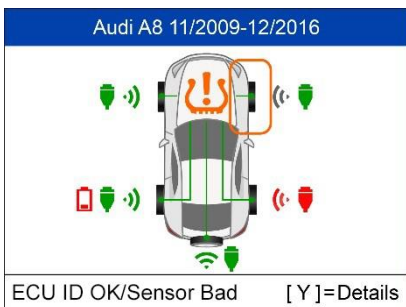 Audi A8 11/2009-12/2016
ECU ID OK/Sensor Bad [ Y ]=Details